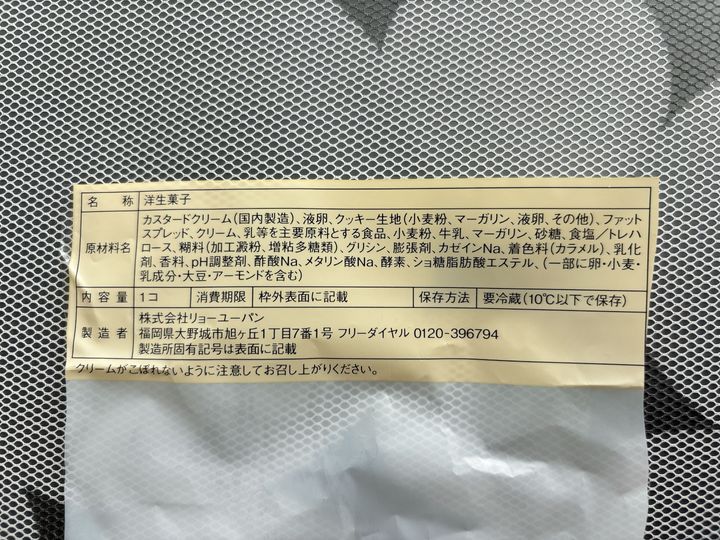 名称 洋生菓子
原材料名 カスタードクリーム(国内製造)、液卵、クッキー生地(小麦粉、マーガリン、液卵、その他)、ファット
スプレッド、クリーム、乳等を主要原料とする食品、小麦粉、牛乳、マーガリン、砂糖、食塩/トレハ
ロース、糊料(加工澱粉、増粘多糖類)、グリシン、膨張剤、カゼインNa、着色料(カラメル)、乳化
剤、香料、pH調整剤、酢酸Na、メタリン酸Na、酵素、ショ糖脂肪酸エステル、(一部に卵・小麦・
乳成分・大豆・アーモンドを含む)
内容量 1コ 消費期限 枠外表面に記載 保存方法 要冷蔵(10℃以下で保存)
製造者 株式会社リョーユーパン
福岡県大野城市旭ヶ丘1丁目7番1号 フリーダイヤル 0120-396794
製造所固有記号は表面に記載
クリームがこぼれないように注意してお召し上がりください。